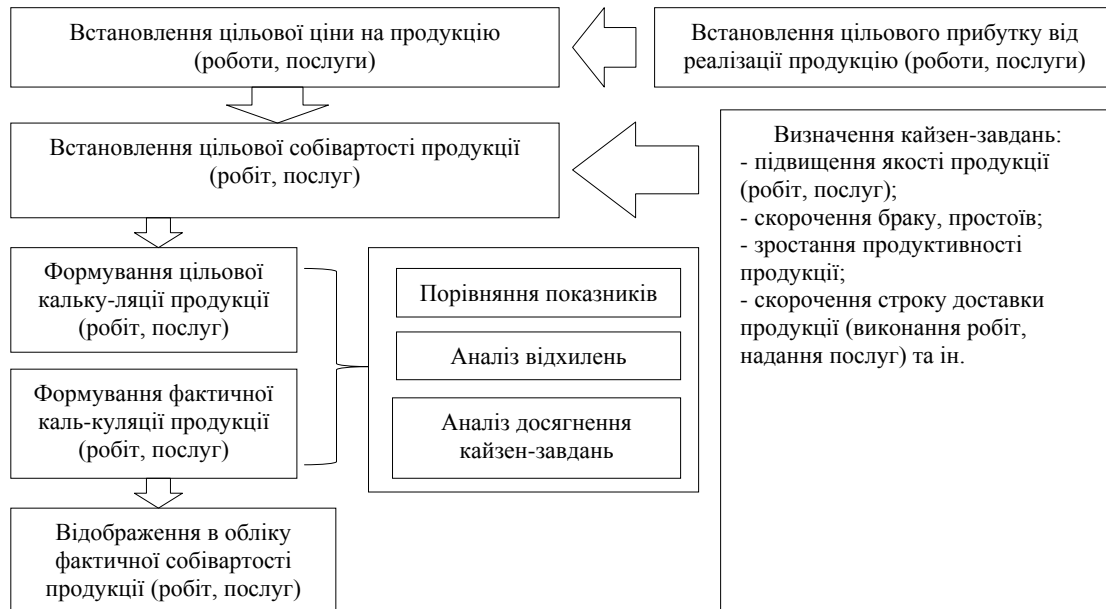 Встановлення цільової ціни на продукцію
(роботи, послуги)
Встановлення цільового прибутку від
реалізації продукцію (роботи, послуги)
Встановлення цільової собівартості продукції
(робіт, послуг)
Визначення кайзен-завдань:
- підвищення якості продукції
(робіт, послуг);
- скорочення браку, простоїв;
- зростання продуктивності
продукції;
- скорочення строку доставки
продукції (виконання робіт,
надання послуг) та ін.
Формування цільової
кальку-ляції продукції
(робіт, послуг)
Порівняння показників
Аналіз відхилень
Аналіз досягнення
кайзен-завдань
Формування фактичної
каль-куляції продукції
(робіт, послуг)
Відображення в обліку
фактичної собівартості
продукції (робіт, послуг)